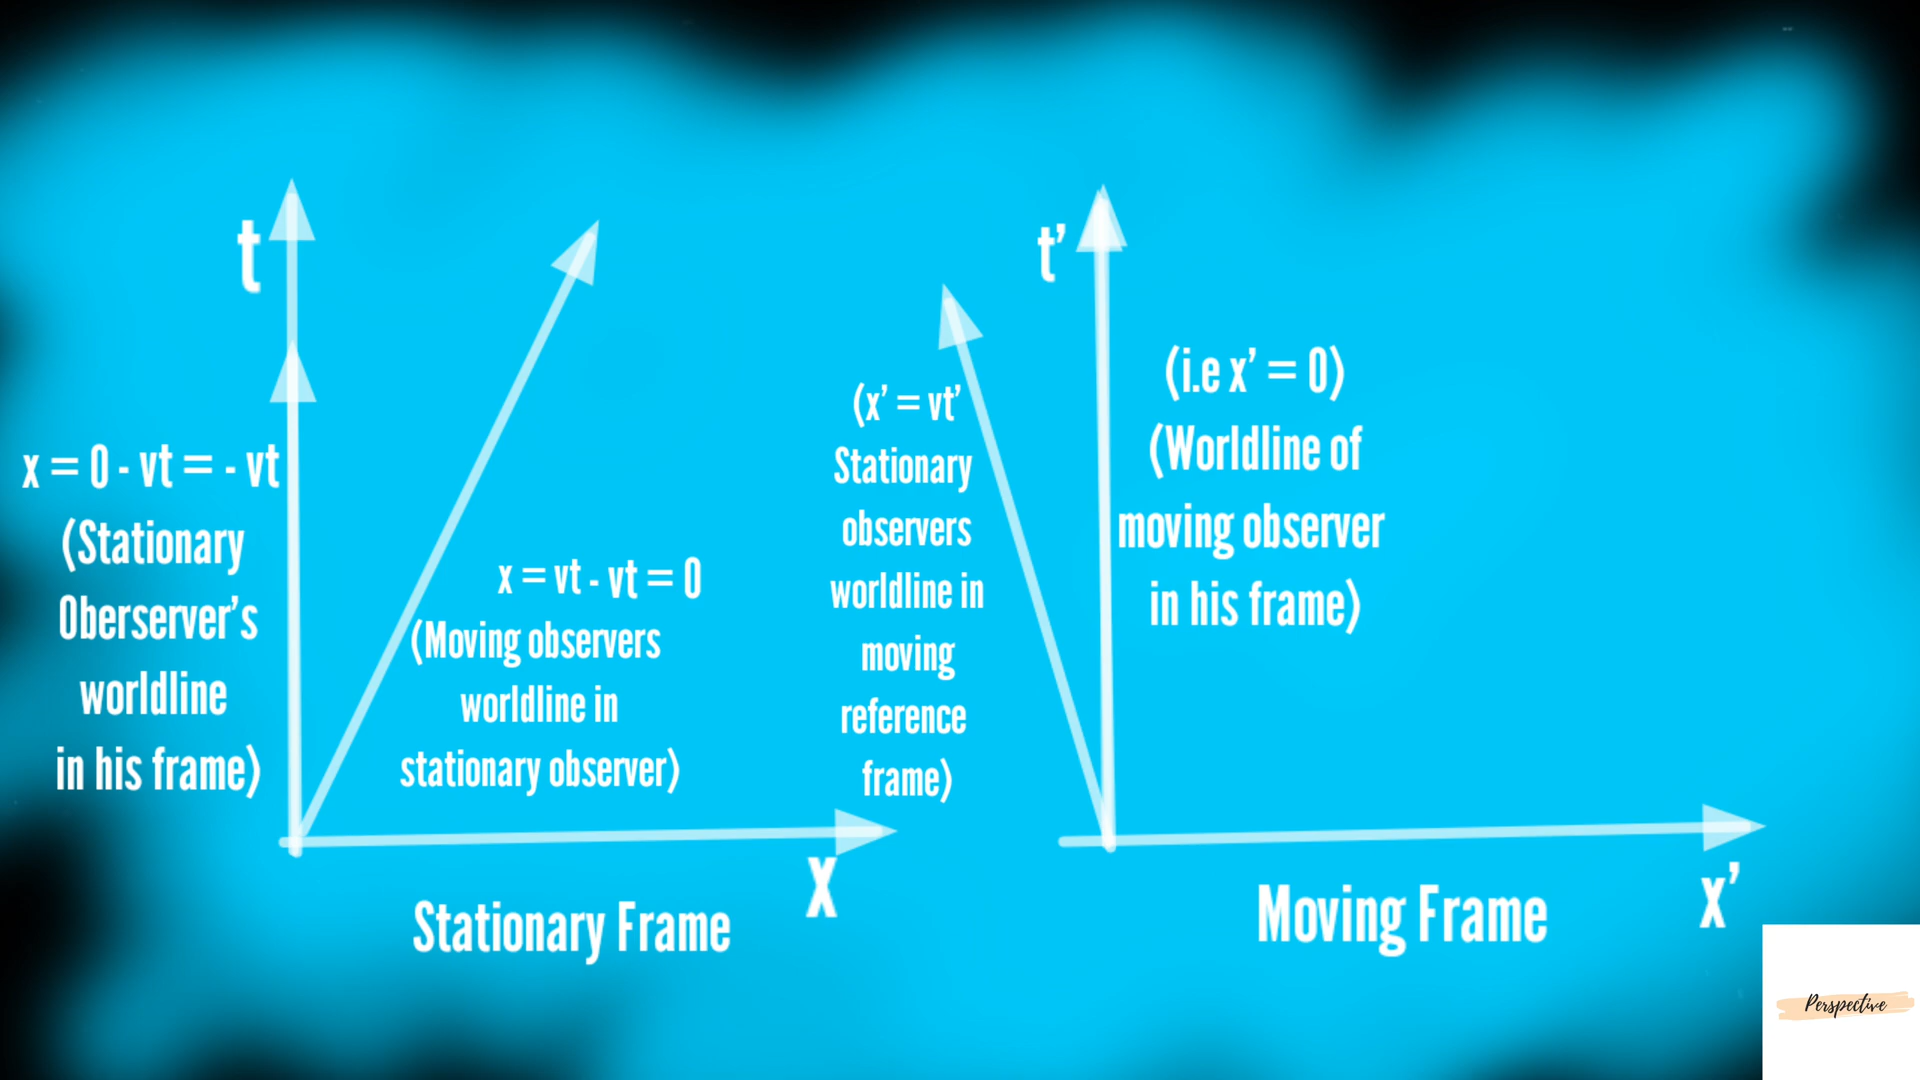 t
x = 0 - vt = - vt
(Stationary
Oberserver's
worldline
in his frame)
x = vt - vt = 0
(Moving observers
worldline in
stationary observer)
X
Stationary Frame
t'
(x' = vt'
Stationary
observers
worldline in
moving
reference
frame)
(i.e x' = 0)
(Worldline of
moving observer
in his frame)
x'
Moving Frame
Perspective